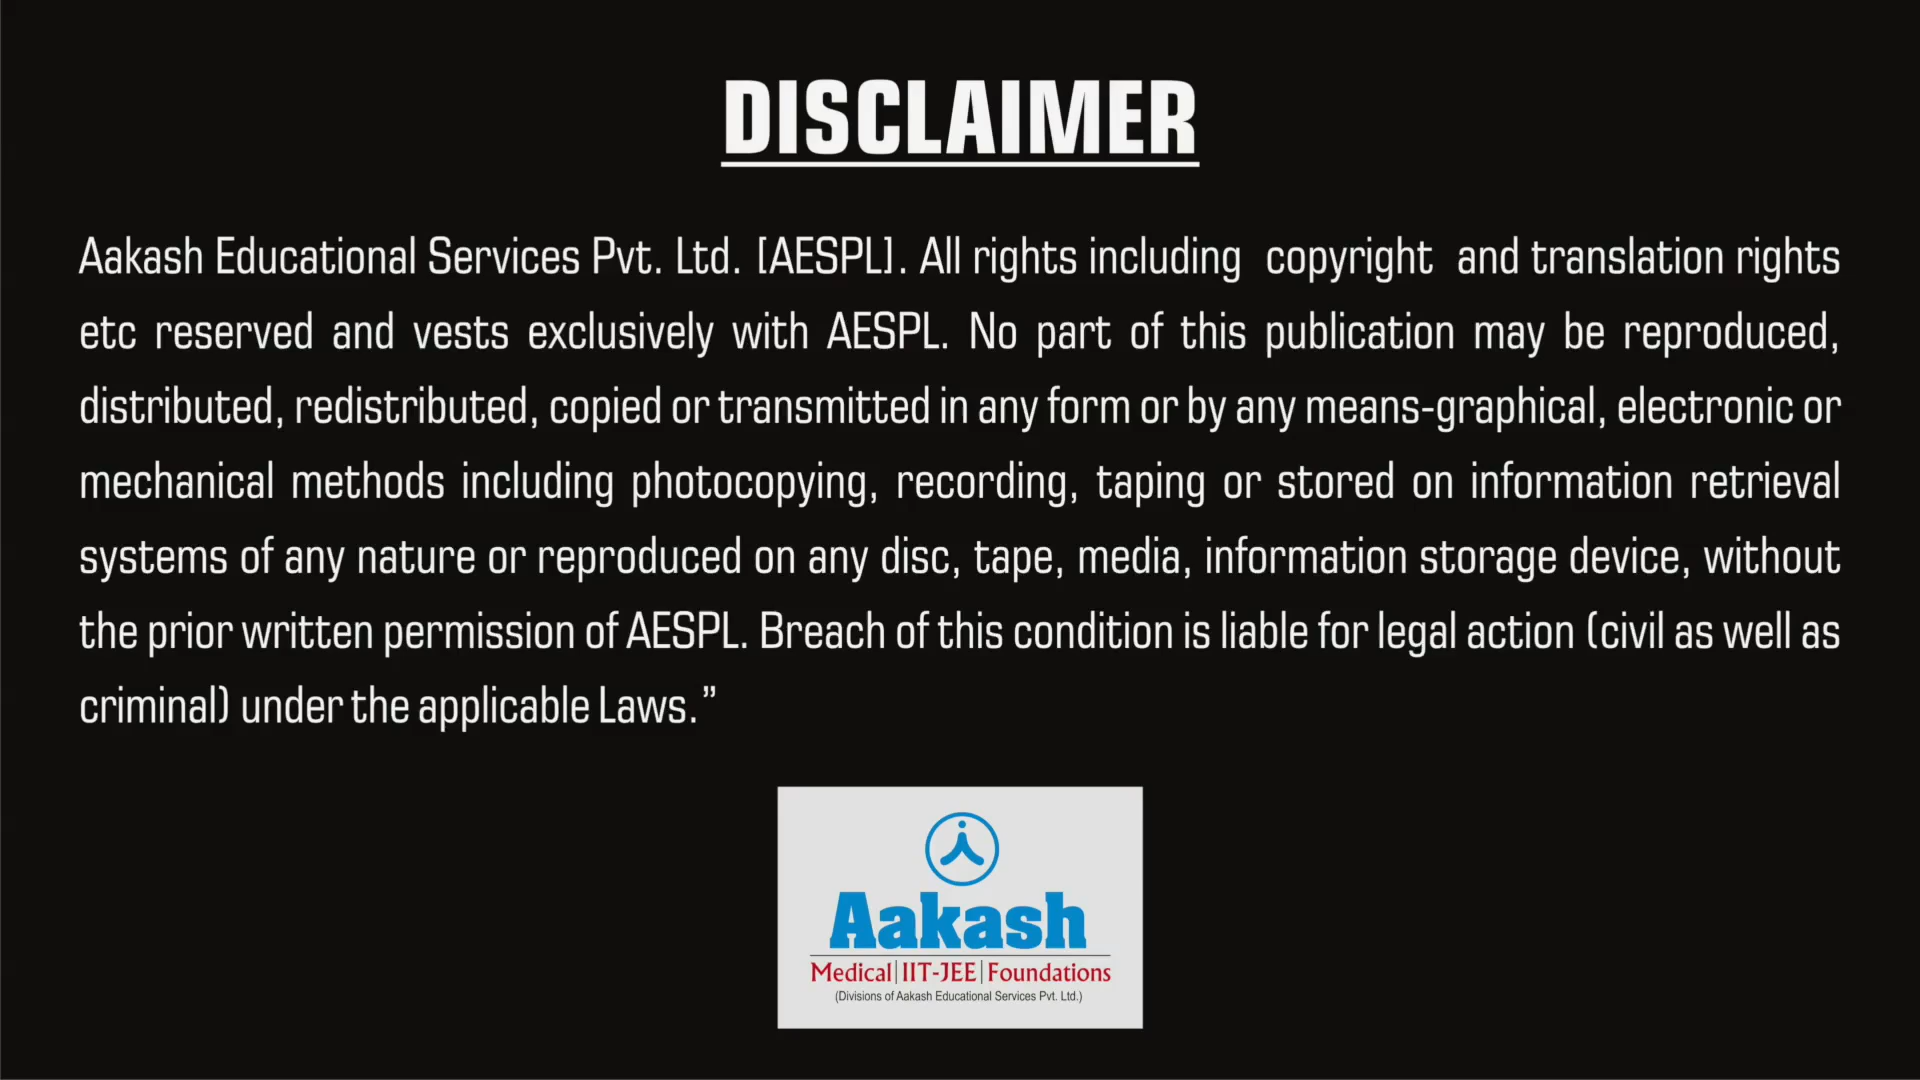 DISCLAIMER
Aakash Educational Services Pvt. Ltd. [AESPL]. All rights including copyright and translation rights
etc reserved and vests exclusively with AESPL. No part of this publication may be reproduced,
distributed, redistributed, copied or transmitted in any form or by any means-graphical, electronic or
mechanical methods including photocopying, recording, taping or stored on information retrieval
systems of any nature or reproduced on any disc, tape, media, information storage device, without
the prior written permission of AESPL. Breach of this condition is liable for legal action (civil as well as
criminal) under the applicable Laws.”
Aakash
Medical|IIT-JEE|Foundations
(Divisions of Aakash Educational Services Pvt. Ltd.)